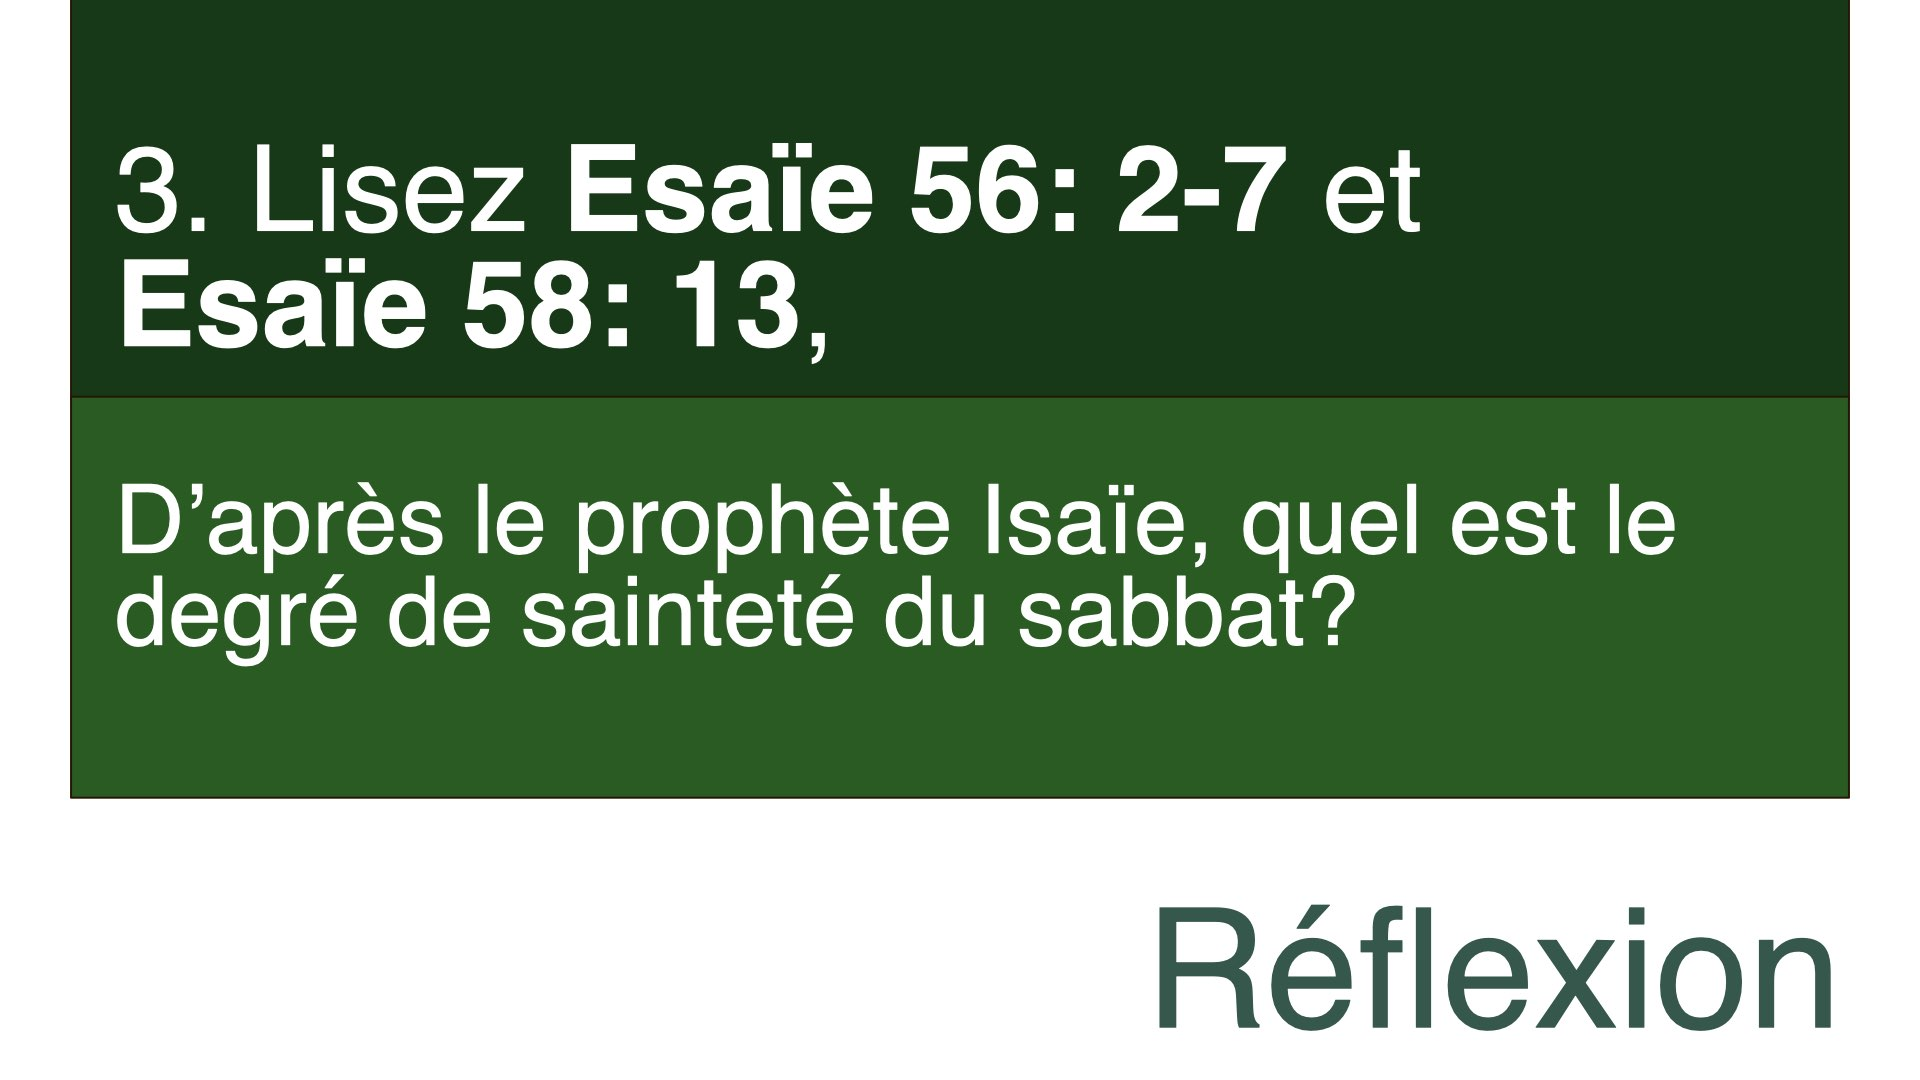 3. Lisez Esaïe 56: 2-7 et
Esaïe 58: 13,
D’après le prophète Isaïe, quel est le
degré de sainteté du sabbat?
Réflexion